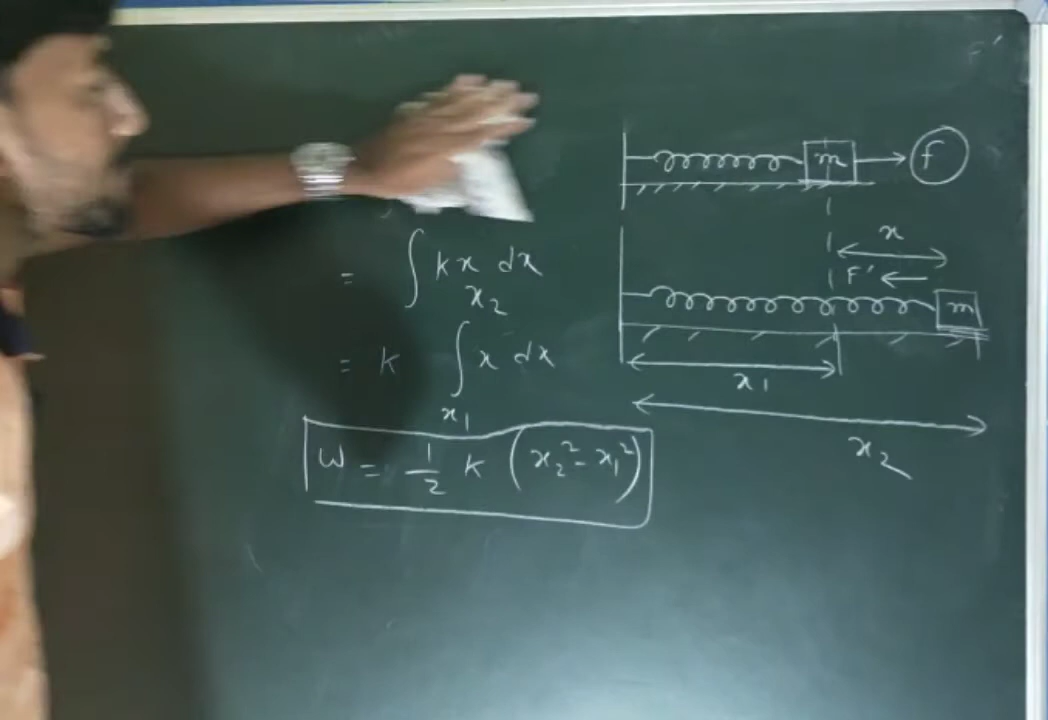 = ∫ k x dx
x₂
= k ∫ x dx
x₁
W = 1/2 k (x₂² - x₁²)
F'
m f
x
F'
m
x₁
x₂